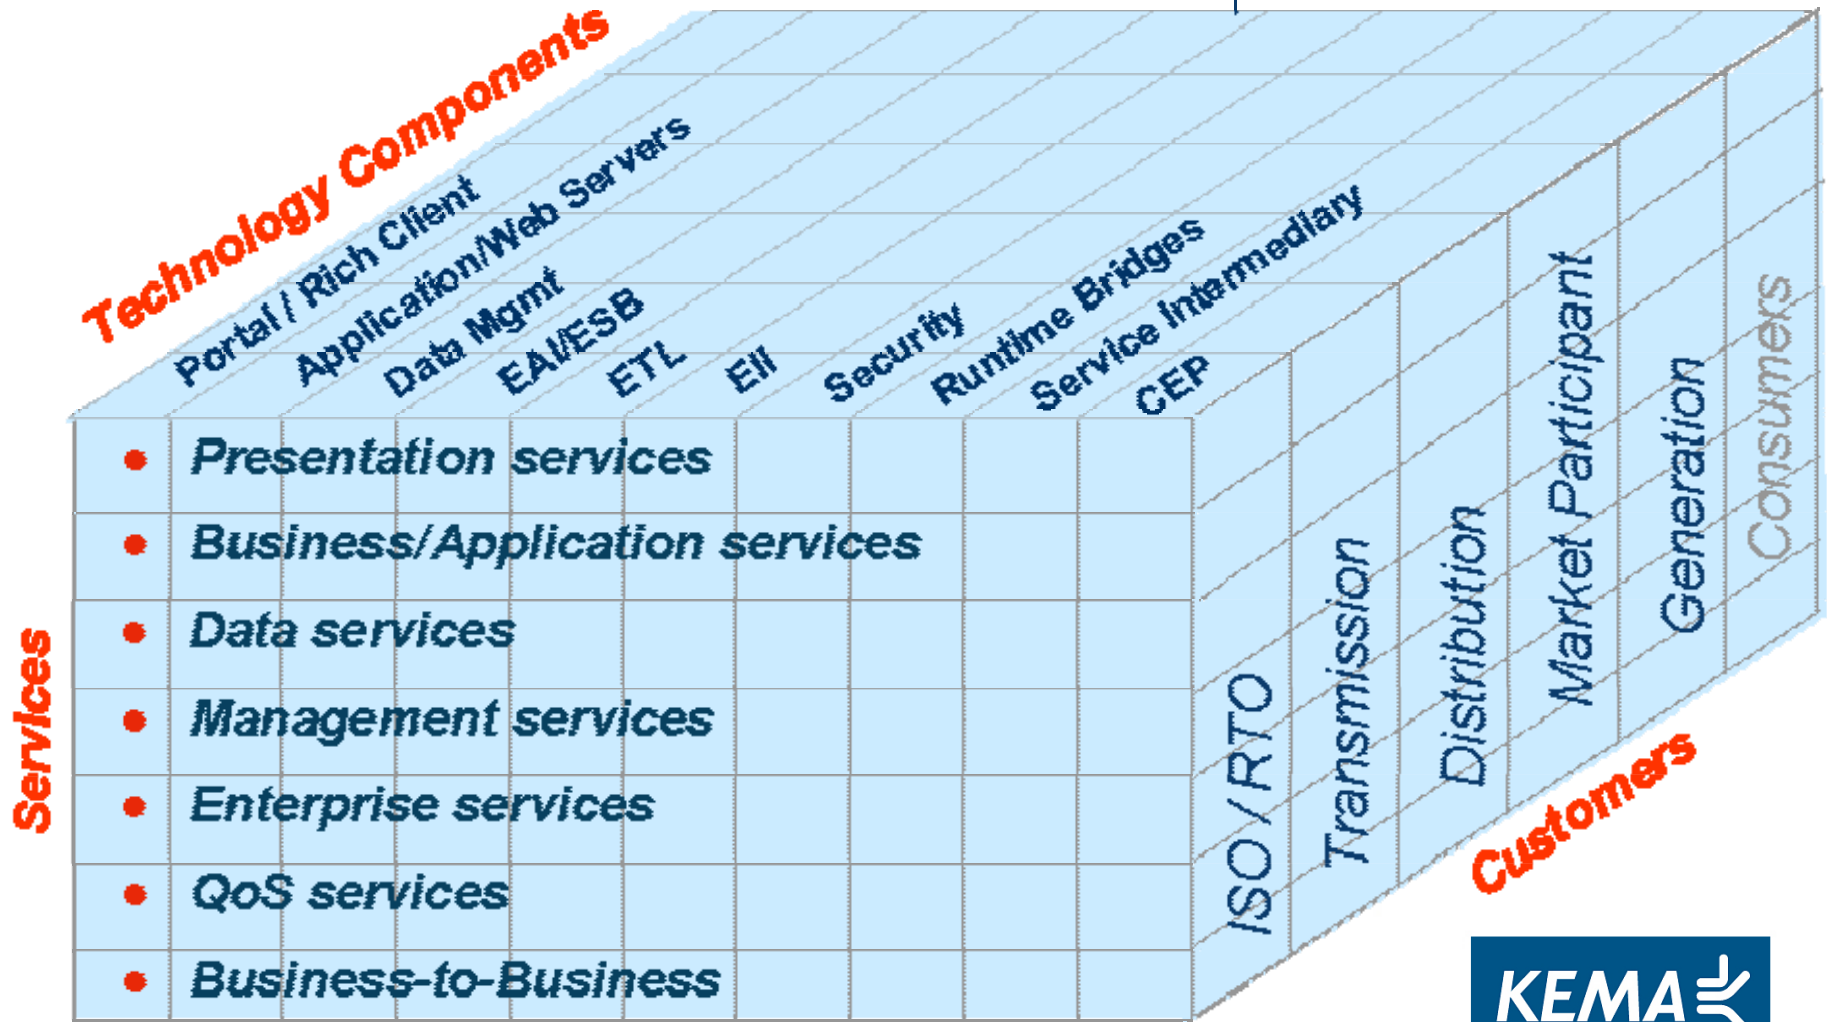 Technology Components
Portal / Rich Client
Application/Web Servers
Data Mgmt
EAI/ESB
ETL
EII
Security
Runtime Bridges
Service Intermediary
CEP
Services
Presentation services
Business/Application services
Data services
Management services
Enterprise services
QoS services
Business-to-Business
ISO / RTO
Transmission
Distribution
Market Participant
Generation
Consumers
Customers
KEMA